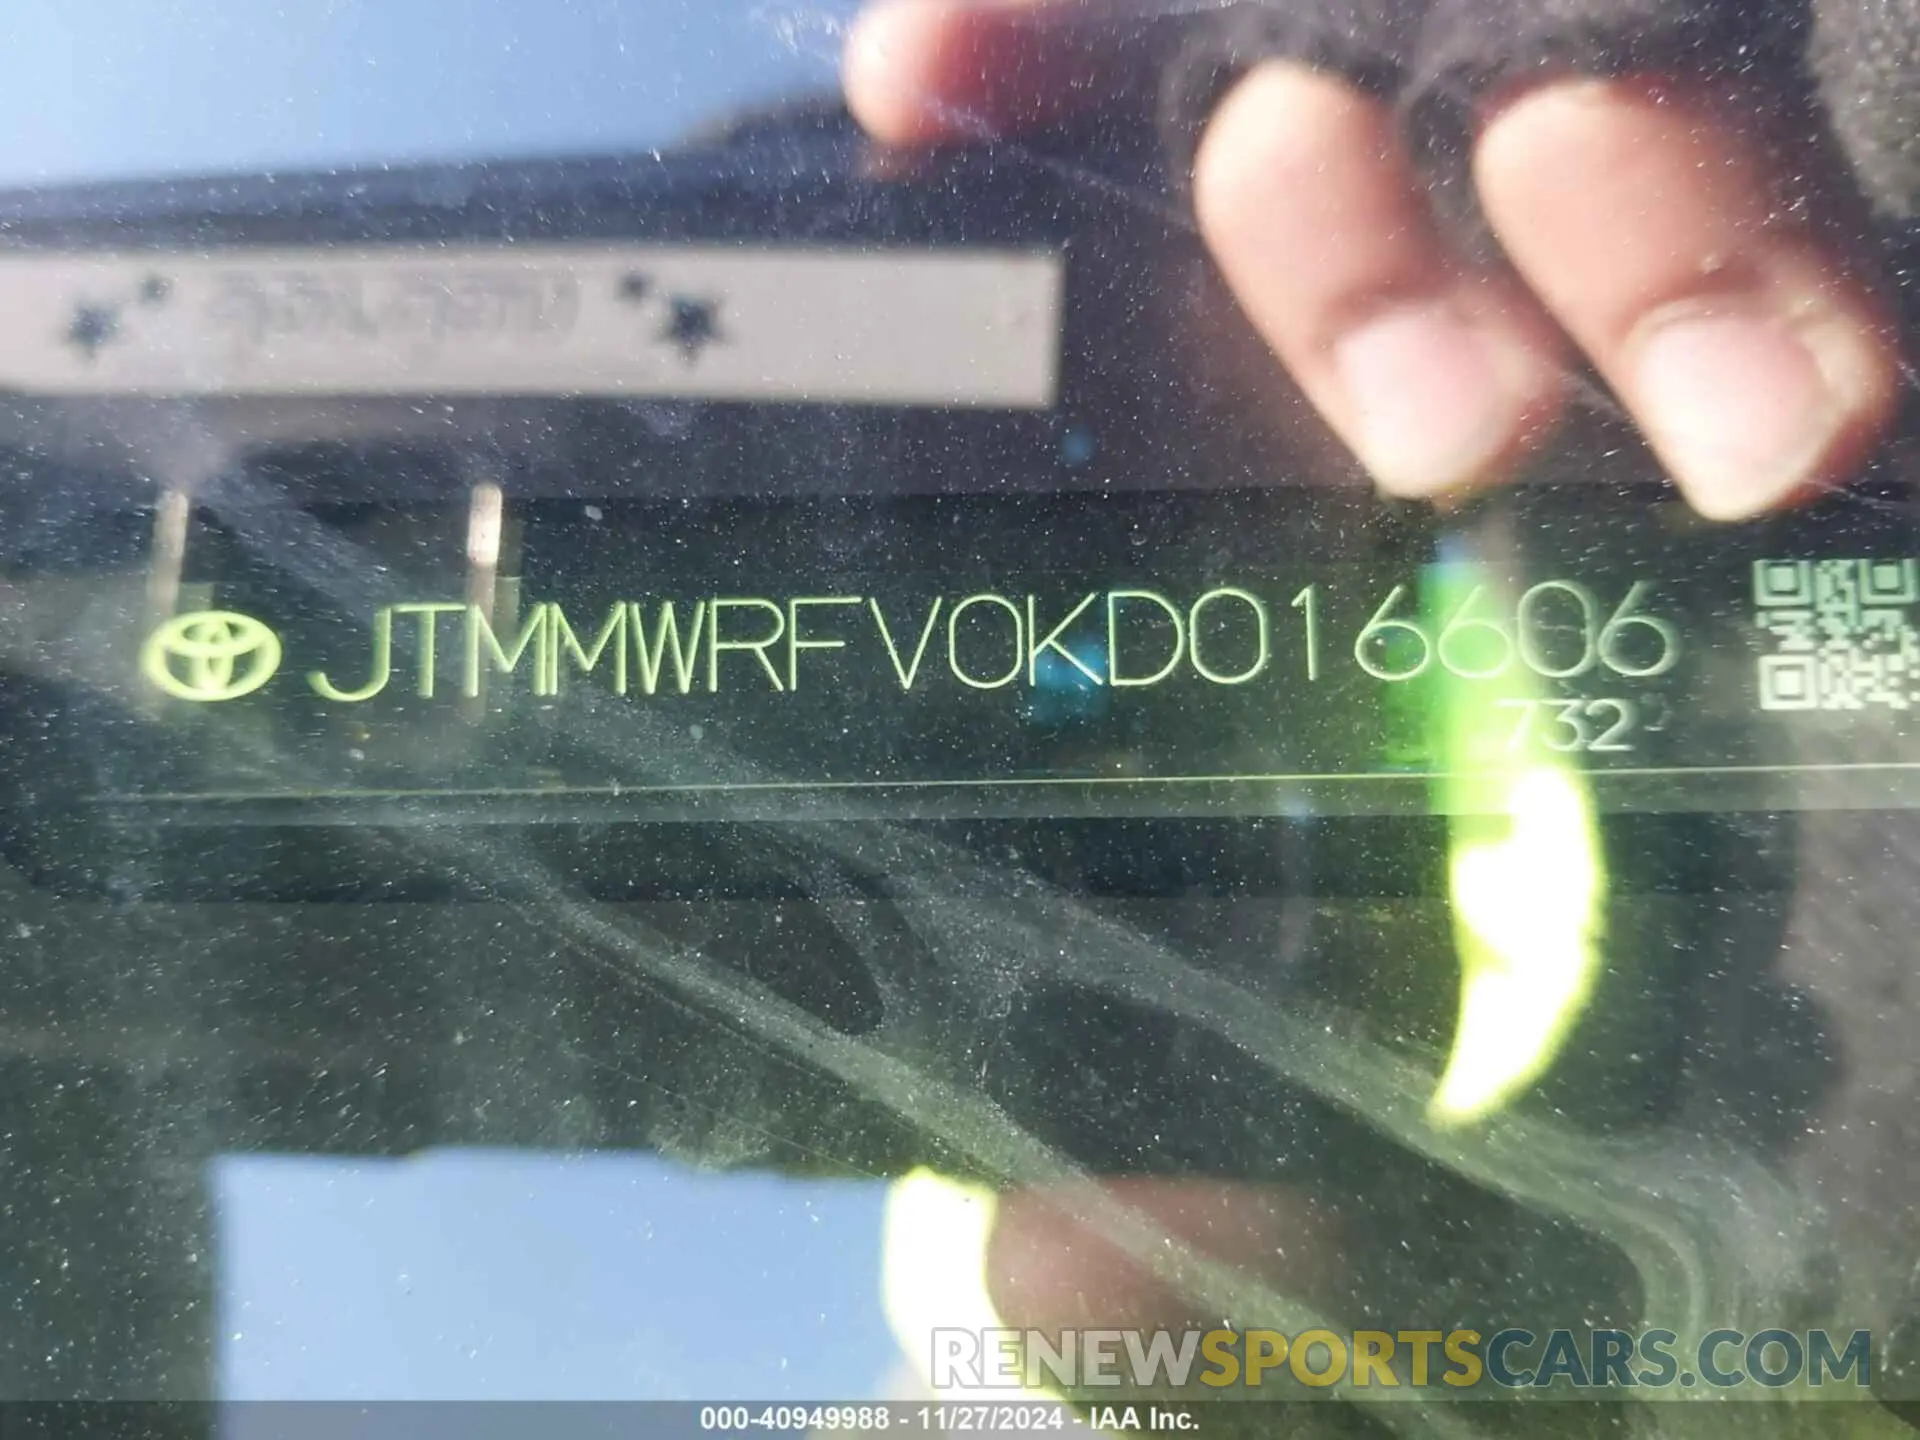 JTMMWRFV0KD016606
732
RENEWSPORTSCARS.COM
000-40949988 - 11/27/2024 - IAA Inc.